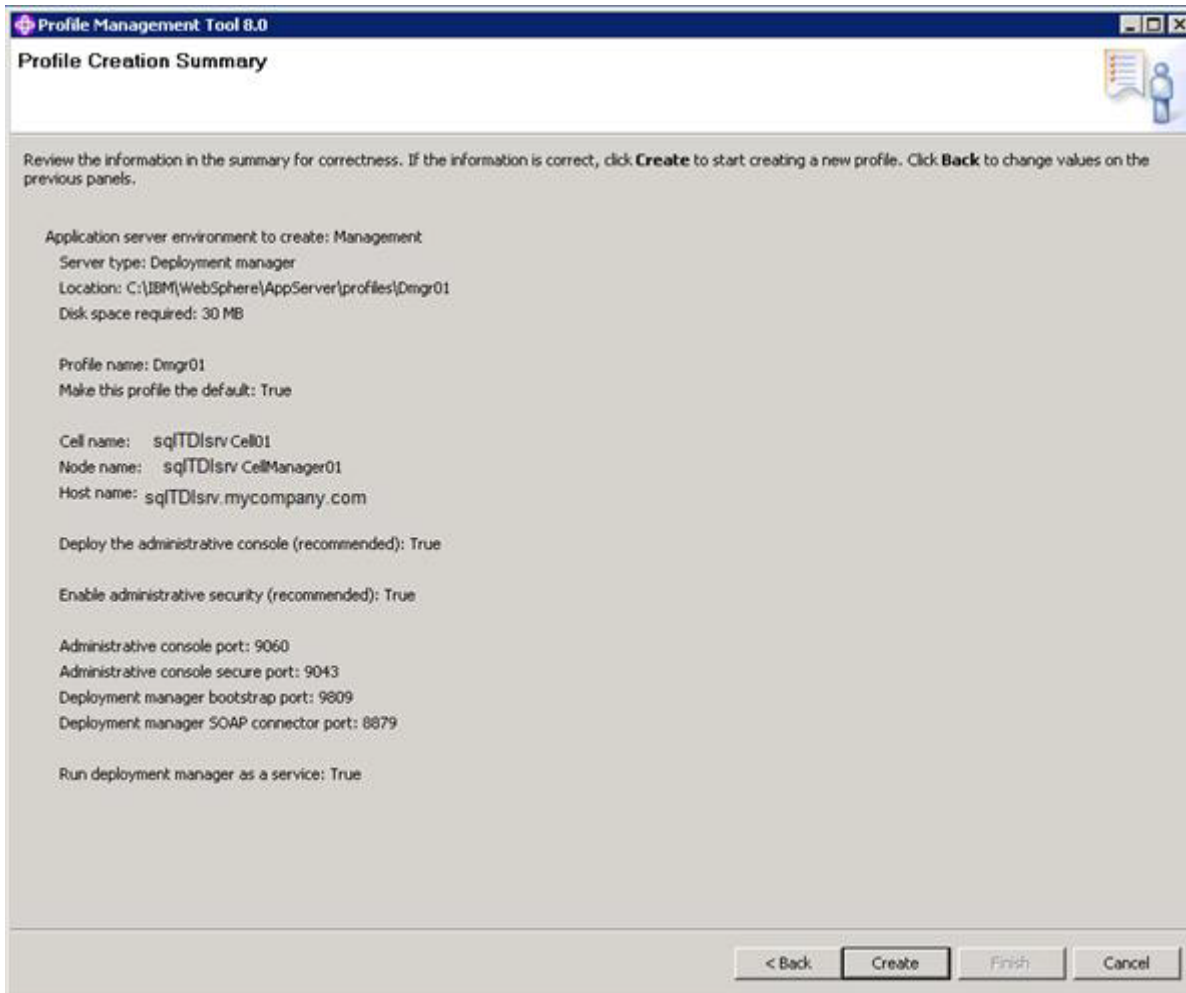 Profile Management Tool 8.0
Profile Creation Summary
Review the information in the summary for correctness. If the information is correct, click Create to start creating a new profile. Click Back to change values on the
previous panels.
Application server environment to create: Management
Server type: Deployment manager
Location: C:\IBM\WebSphere\AppServer\profiles\Dmgr01
Disk space required: 30 MB
Profile name: Dmgr01
Make this profile the default: True
Cell name: sqlTDIsrv Cell01
Node name: sqlTDIsrv CellManager01
Host name: sqlTDIsrv.mycompany.com
Deploy the administrative console (recommended): True
Enable administrative security (recommended): True
Administrative console port: 9060
Administrative console secure port: 9043
Deployment manager bootstrap port: 9809
Deployment manager SOAP connector port: 8879
Run deployment manager as a service: True
< Back Create Finish Cancel